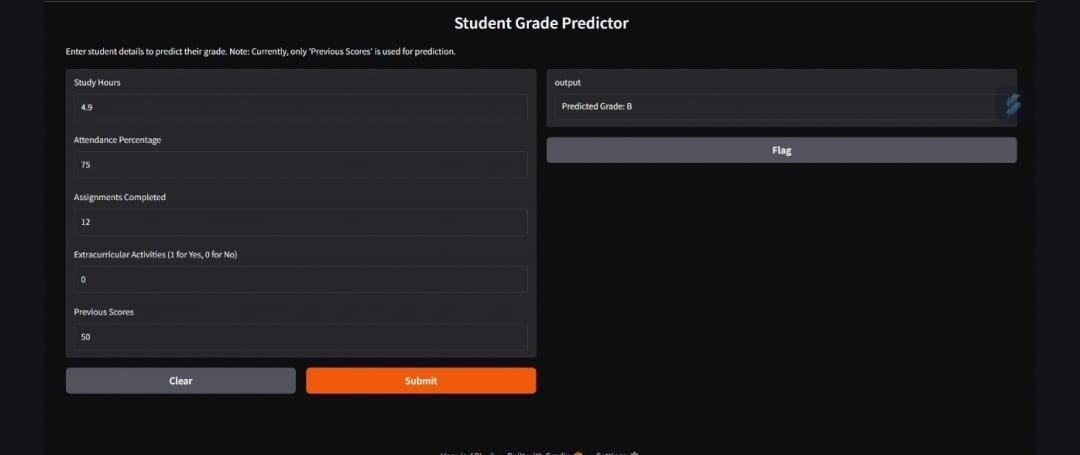 Student Grade Predictor
Enter student details to predict their grade. Note: Currently, only 'Previous Scores' is used for prediction.
Study Hours
4.9
Attendance Percentage
75
Assignments Completed
12
Extracurricular Activities (1 for Yes, 0 for No)
0
Previous Scores
50
Clear
Submit
output
Predicted Grade: B
Flag